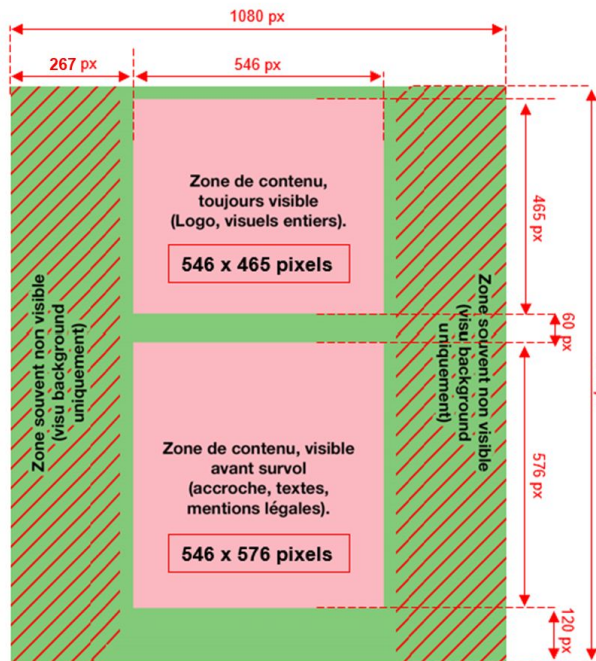 1080 px
267 px
546 px
Zone de contenu,
toujours visible
(Logo, visuels entiers).
546 x 465 pixels
465 px
Zone souvent non visible
(visu background
uniquement)
Zone souvent non visible
(visu background
uniquement)
60 px
Zone de contenu, visible
avant survol
(accroche, textes,
mentions légales).
546 x 576 pixels
576 px
120 px